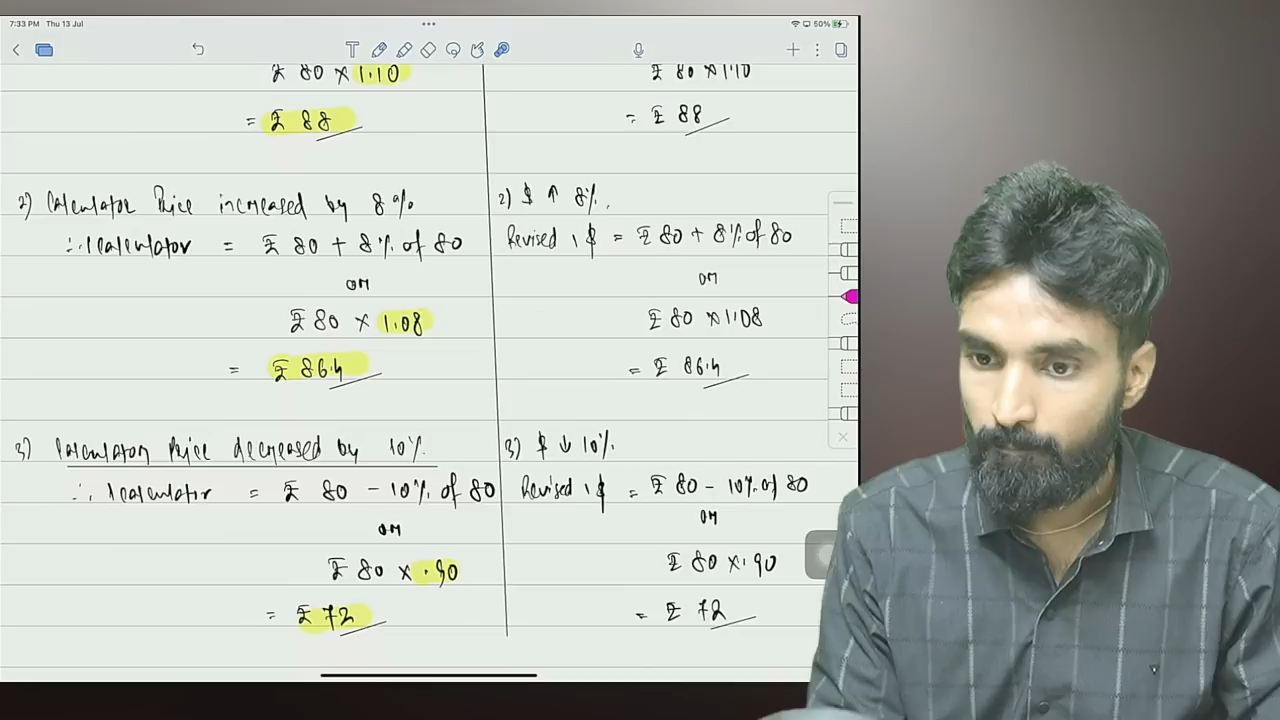 7:33 PM Thu 13 Jul
50%
₹ 80 × 1.10
= ₹ 88
2) Calculator Price increased by 8%
∴ 1 calculator = ₹ 80 + 8% of 80
or
₹ 80 × 1.08
= ₹ 86.4
3) Calculator Price decreased by 10%
∴ 1 calculator = ₹ 80 - 10% of 80
or
₹ 80 × .90
= ₹ 72
₹ 80 × 1.10
= ₹ 88
2) $ ↑ 8%.
Revised 1 $ = ₹ 80 + 8% of 80
or
₹ 80 × 1.08
= ₹ 86.4
3) $ ↓ 10%.
Revised 1 $ = ₹ 80 - 10% of 80
or
₹ 80 × .90
= ₹ 72